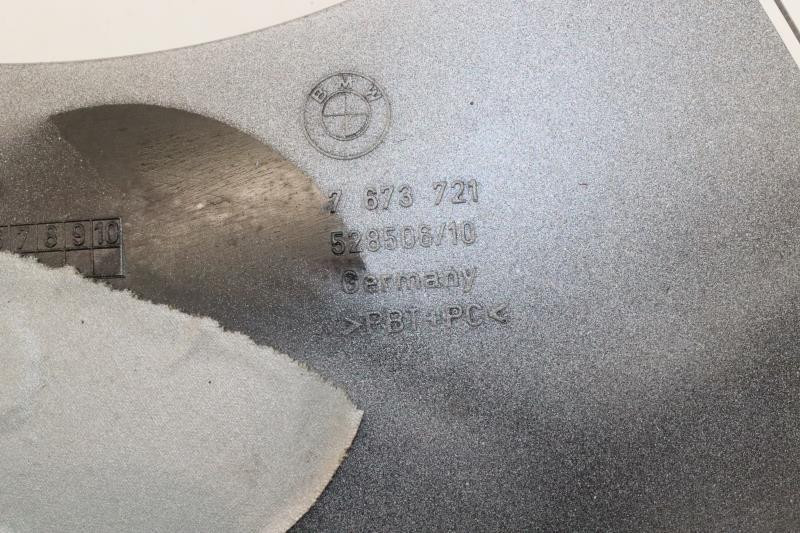 BMW
7 673 721
528506/10
Germany
>PBT+PC<
7 8 9 10